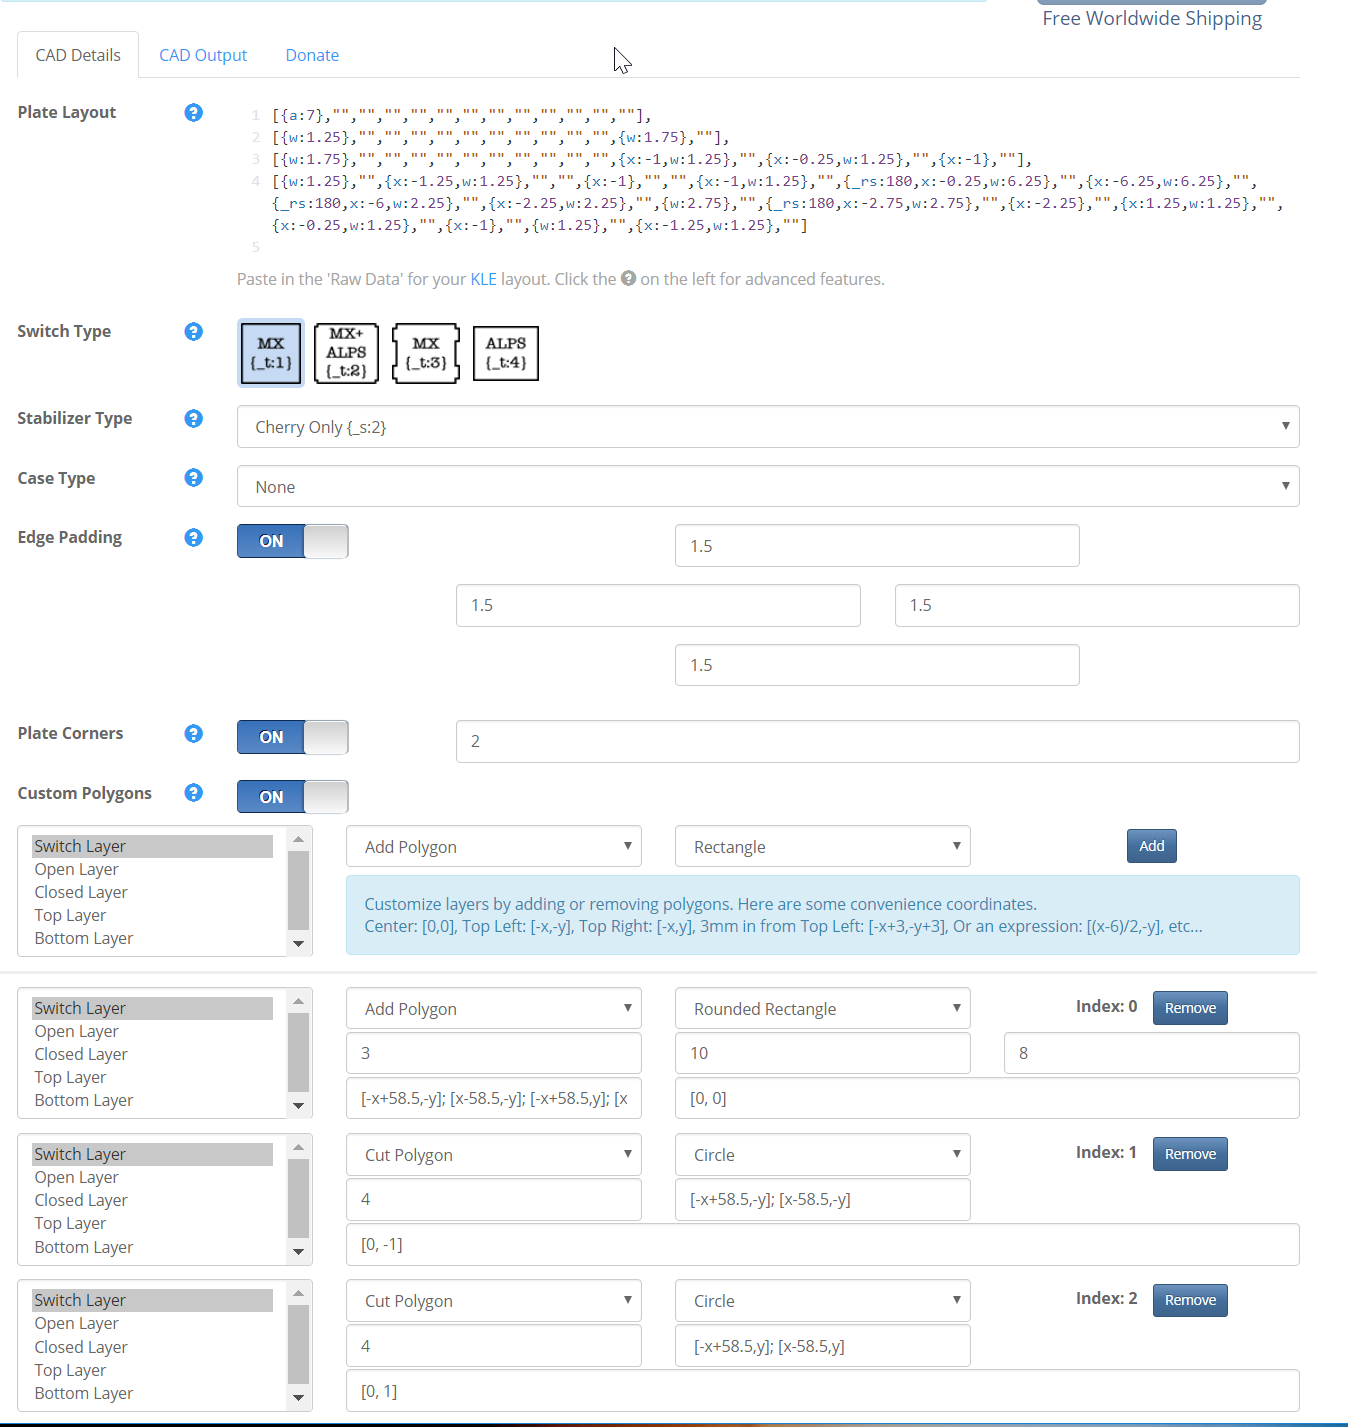 Free Worldwide Shipping
CAD Details
CAD Output
Donate
Plate Layout
1 [{a:7},"","","","","","","","","","","",""],
2 [{w:1.25},"","","","","","","","","","",{w:1.75},""],
3 [{w:1.75},"","","","","","","","","","",{x:-1,w:1.25},"",{x:-0.25,w:1.25},"",{x:-1},""],
4 [{w:1.25},"",{x:-1.25,w:1.25},"","",{x:-1},"","",{x:-1,w:1.25},"",{_rs:180,x:-0.25,w:6.25},"",{x:-6.25,w:6.25},"",
{_rs:180,x:-6,w:2.25},"",{x:-2.25,w:2.25},"",{w:2.75},"",{_rs:180,x:-2.75,w:2.75},"",{x:-2.25},"",{x:1.25,w:1.25},"",
{x:-0.25,w:1.25},"",{x:-1},"",{w:1.25},"",{x:-1.25,w:1.25},""]
5
Paste in the 'Raw Data' for your KLE layout. Click the ? on the left for advanced features.
Switch Type
MX
{_t:1}
MX+
ALPS
{_t:2}
MX
{_t:3}
ALPS
{_t:4}
Stabilizer Type
Cherry Only {_s:2}
Case Type
None
Edge Padding
ON
1.5
1.5
1.5
1.5
Plate Corners
ON
2
Custom Polygons
ON
Switch Layer
Open Layer
Closed Layer
Top Layer
Bottom Layer
Add Polygon
Rectangle
Add
Customize layers by adding or removing polygons. Here are some convenience coordinates.
Center: [0,0], Top Left: [-x,-y], Top Right: [-x,y], 3mm in from Top Left: [-x+3,-y+3], Or an expression: [(x-6)/2,-y], etc...
Switch Layer
Open Layer
Closed Layer
Top Layer
Bottom Layer
Add Polygon
Rounded Rectangle
Index: 0
Remove
3
10
8
[-x+58.5,-y]; [x-58.5,-y]; [-x+58.5,y]; [x
[0, 0]
Switch Layer
Open Layer
Closed Layer
Top Layer
Bottom Layer
Cut Polygon
Circle
Index: 1
Remove
4
[-x+58.5,-y]; [x-58.5,-y]
[0, -1]
Switch Layer
Open Layer
Closed Layer
Top Layer
Bottom Layer
Cut Polygon
Circle
Index: 2
Remove
4
[-x+58.5,y]; [x-58.5,y]
[0, 1]